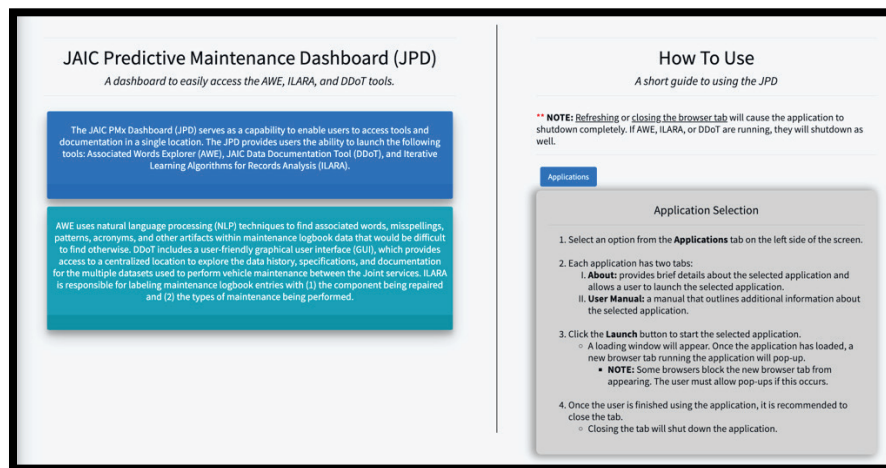 JAIC Predictive Maintenance Dashboard (JPD)
A dashboard to easily access the AWE, ILARA, and DDoT tools.
The JAIC PMx Dashboard (JPD) serves as a capability to enable users to access tools and
documentation in a single location. The JPD provides users the ability to launch the following
tools: Associated Words Explorer (AWE), JAIC Data Documentation Tool (DDoT), and Iterative
Learning Algorithms for Records Analysis (ILARA).
AWE uses natural language processing (NLP) techniques to find associated words, misspellings,
patterns, acronyms, and other artifacts within maintenance logbook data that would be difficult
to find otherwise. DDoT includes a user-friendly graphical user interface (GUI), which provides
access to a centralized location to explore the data history, specifications, and documentation
for the multiple datasets used to perform vehicle maintenance between the Joint services. ILARA
is responsible for labeling maintenance logbook entries with (1) the component being repaired
and (2) the types of maintenance being performed.
How To Use
A short guide to using the JPD
** NOTE: Refreshing or closing the browser tab will cause the application to
shutdown completely. If AWE, ILARA, or DDoT are running, they will shutdown as
well.
Applications
Application Selection
1. Select an option from the Applications tab on the left side of the screen.
2. Each application has two tabs:
I. About: provides brief details about the selected application and
allows a user to launch the selected application.
II. User Manual: a manual that outlines additional information about
the selected application.
3. Click the Launch button to start the selected application.
○ A loading window will appear. Once the application has loaded, a
new browser tab running the application will pop-up.
▪ NOTE: Some browsers block the new browser tab from
appearing. The user must allow pop-ups if this occurs.
4. Once the user is finished using the application, it is recommended to
close the tab.
○ Closing the tab will shut down the application.